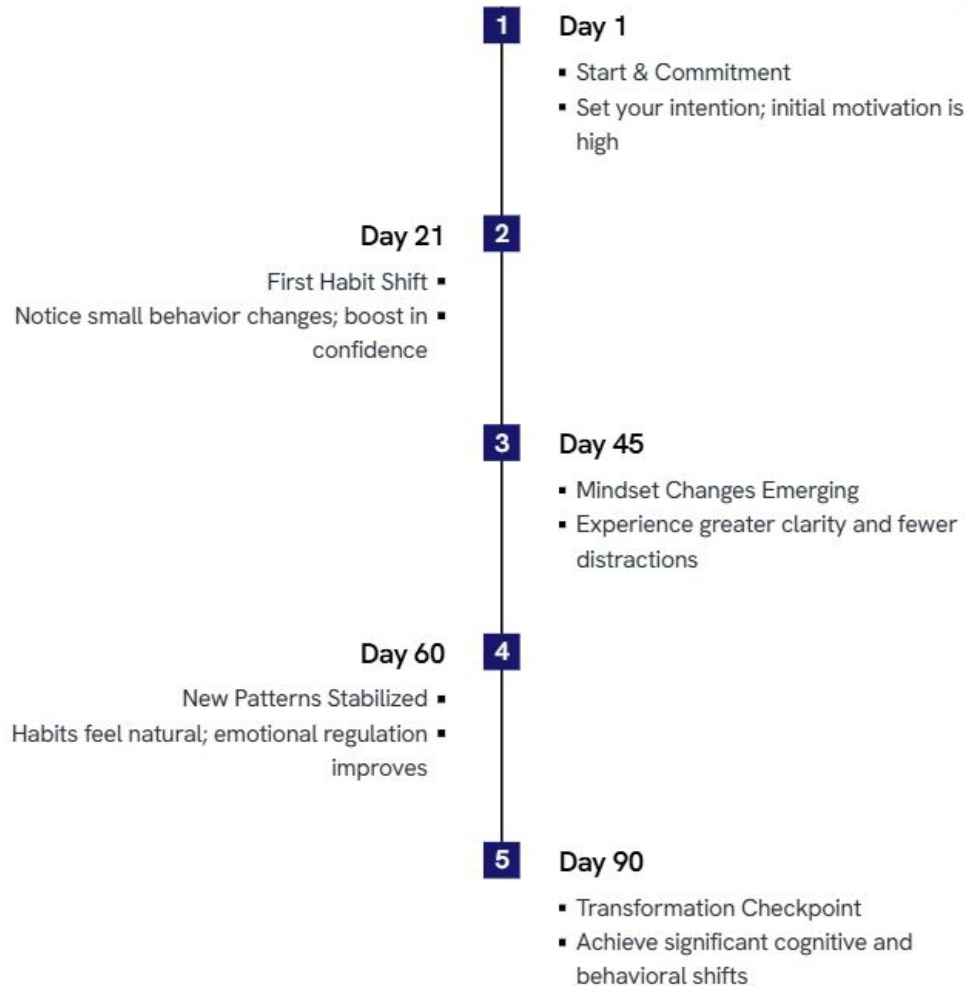 1
Day 1
▪ Start & Commitment
▪ Set your intention; initial motivation is
high
2
Day 21
First Habit Shift ▪
Notice small behavior changes; boost in ▪
confidence
3
Day 45
▪ Mindset Changes Emerging
▪ Experience greater clarity and fewer
distractions
4
Day 60
New Patterns Stabilized ▪
Habits feel natural; emotional regulation ▪
improves
5
Day 90
▪ Transformation Checkpoint
▪ Achieve significant cognitive and
behavioral shifts